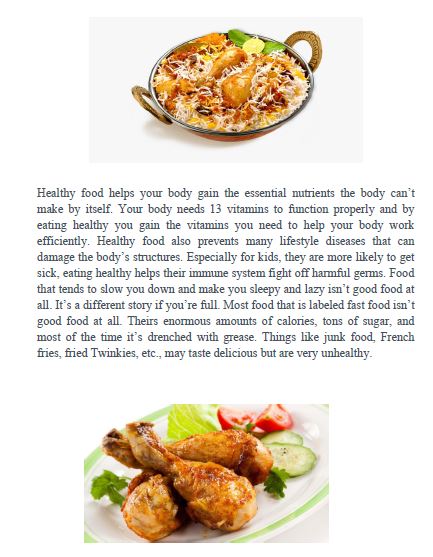 Healthy food helps your body gain the essential nutrients the body can't
make by itself. Your body needs 13 vitamins to function properly and by
eating healthy you gain the vitamins you need to help your body work
efficiently. Healthy food also prevents many lifestyle diseases that can
damage the body's structures. Especially for kids, they are more likely to get
sick, eating healthy helps their immune system fight off harmful germs. Food
that tends to slow you down and make you sleepy and lazy isn't good food at
all. It's a different story if you're full. Most food that is labeled fast food isn't
good food at all. Theirs enormous amounts of calories, tons of sugar, and
most of the time it's drenched with grease. Things like junk food, French
fries, fried Twinkies, etc., may taste delicious but are very unhealthy.